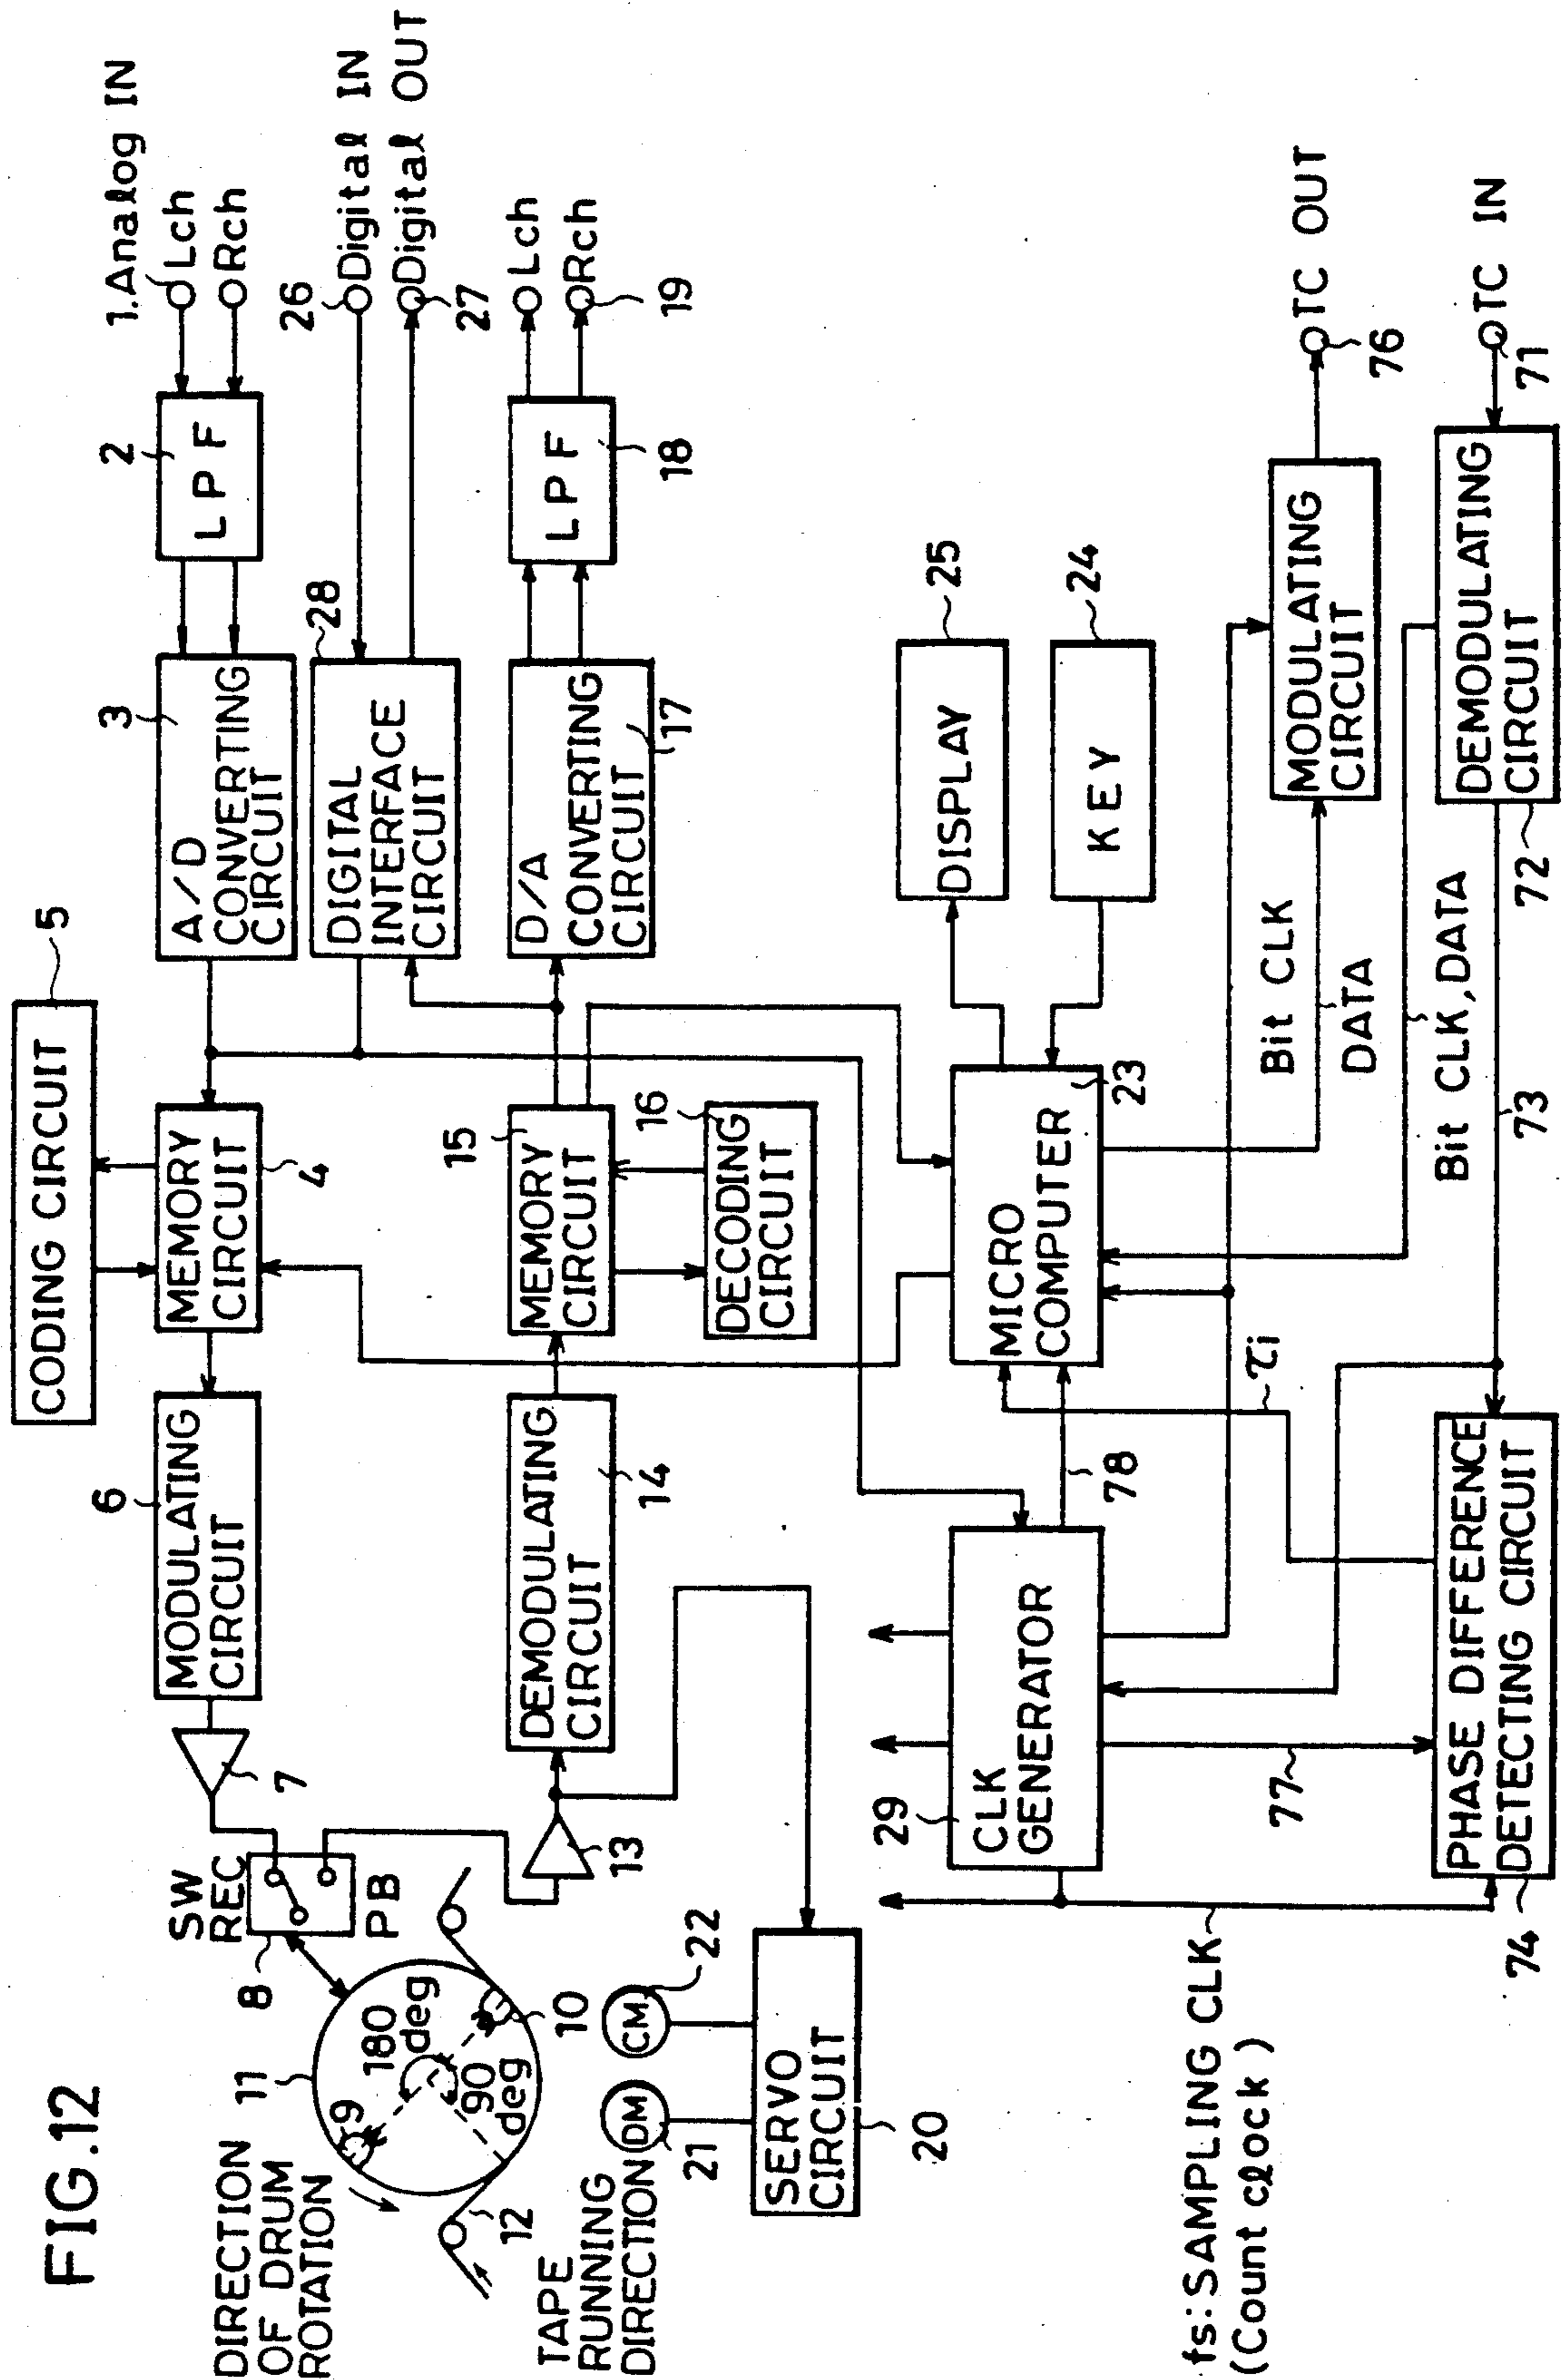 FIG.12
DIRECTION
OF DRUM
ROTATION
11
9
180
deg
90
deg
10
12
TAPE
RUNNING
DIRECTION
SW
REC
PB
8
7
6
MODULATING
CIRCUIT
CODING CIRCUIT
5
MEMORY
CIRCUIT
4
3
A/D
CONVERTING
CIRCUIT
2
LPF
1.Analog IN
Lch
Rch
28
DIGITAL
INTERFACE
CIRCUIT
26
Digital IN
Digital OUT
27
13
DEMODULATING
CIRCUIT
14
15
MEMORY
CIRCUIT
16
DECODING
CIRCUIT
D/A
CONVERTING
CIRCUIT
17
LPF
18
Lch
Rch
19
DM
21
CM
22
SERVO
CIRCUIT
20
29
CLK
GENERATOR
78
MICRO
COMPUTER
23
DISPLAY
25
KEY
24
77
τi
Bit CLK
DATA
MODULATING
CIRCUIT
TC OUT
76
Bit CLK,DATA
fs:SAMPLING CLK
(Count clock)
74
PHASE DIFFERENCE
DETECTING CIRCUIT
73
72
DEMODULATING
CIRCUIT
TC IN
71